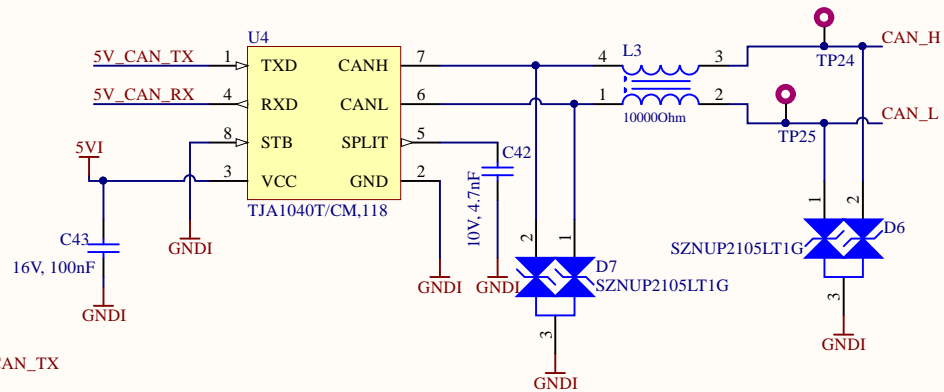 U4
5V_CAN_TX 1 TXD CANH 7 4 L3 3 CAN_H
TP24
5V_CAN_RX 4 RXD CANL 6 1 2 CAN_L
10000Ohm TP25
8 STB SPLIT 5 C42
5VI
3 VCC GND 2
10V, 4.7nF
TJA1040T/CM,118
1 2
C43 GNDI 2 1 D6
16V, 100nF SZNUP2105LT1G
D7
GNDI GNDI SZNUP2105LT1G
GNDI 3
3 GNDI
CAN_TX
GNDI